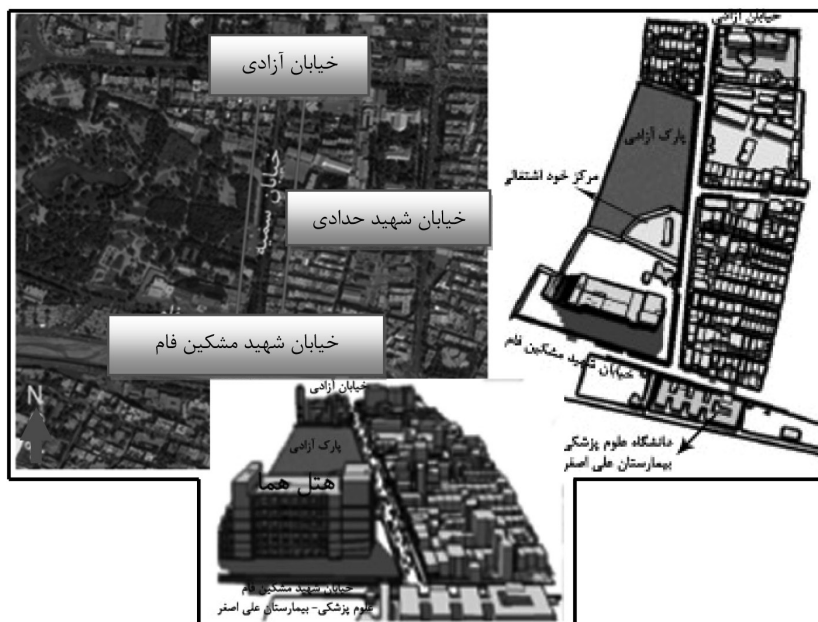 خیابان آزادی
خیابان سمیه
خیابان شهید حدادی
خیابان شهید مشکین فام
N
خیابان آزادی
پارک آزادی
مرکز خود اشتغالی
خیابان شهید مشکین فام
دانشگاه علوم پزشکی
بیمارستان علی اصغر
خیابان آزادی
پارک آزادی
هتل هما
خیابان شهید مشکین فام
علوم پزشکی- بیمارستان علی اصغر